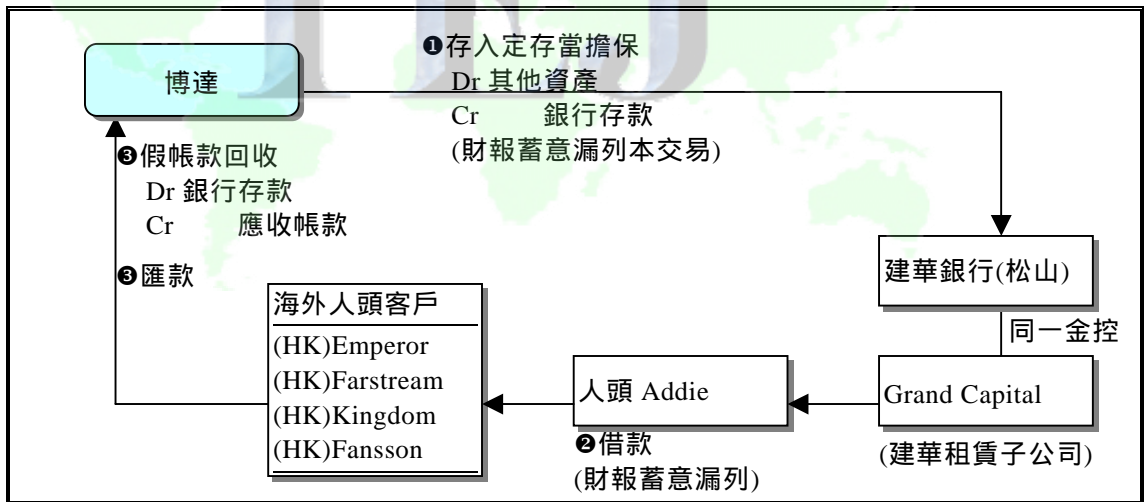 TEJ
❶存入定存當擔保
Dr 其他資產
Cr 銀行存款
(財報蓄意漏列本交易)
博達
❸假帳款回收
Dr 銀行存款
Cr 應收帳款
❸匯款
建華銀行(松山)
同一金控
海外人頭客戶
(HK)Emperor
(HK)Farstream
(HK)Kingdom
(HK)Fansson
人頭 Addie
Grand Capital
❷借款
(財報蓄意漏列)
(建華租賃子公司)